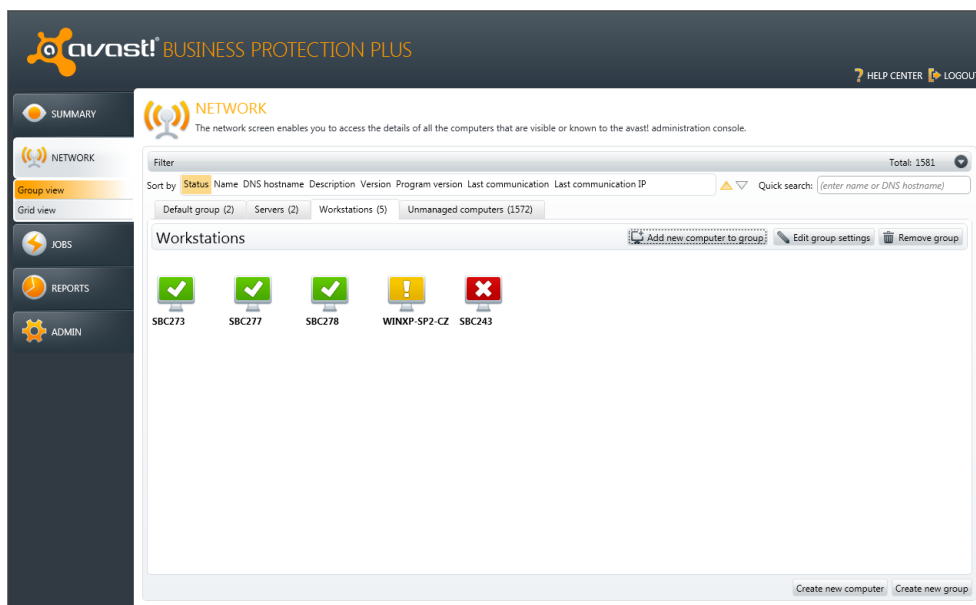 avast! BUSINESS PROTECTION PLUS
HELP CENTER LOGOUT
SUMMARY
NETWORK
Group view
Grid view
JOBS
REPORTS
ADMIN
NETWORK
The network screen enables you to access the details of all the computers that are visible or known to the avast! administration console.
Filter Total: 1581
Sort by Status Name DNS hostname Description Version Program version Last communication Last communication IP Quick search: (enter name or DNS hostname)
Default group (2) Servers (2) Workstations (5) Unmanaged computers (1572)
Workstations Add new computer to group Edit group settings Remove group
SBC273 SBC277 SBC278 WINXP-SP2-CZ SBC243
Create new computer Create new group